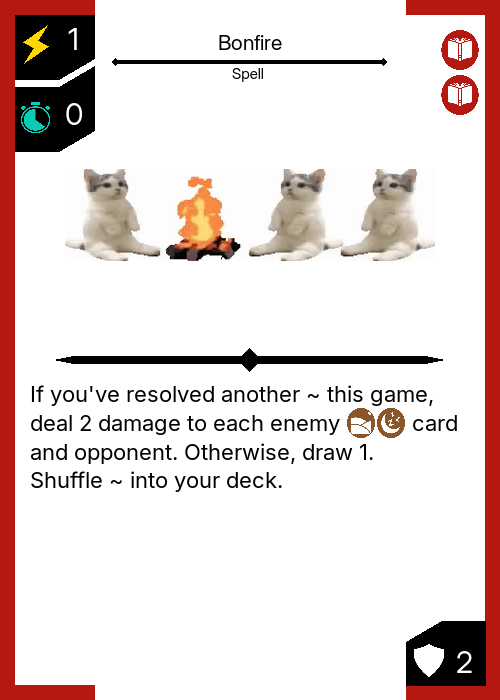 1
Bonfire
Spell
0
If you've resolved another ~ this game,
deal 2 damage to each enemy card
and opponent. Otherwise, draw 1.
Shuffle ~ into your deck.
2